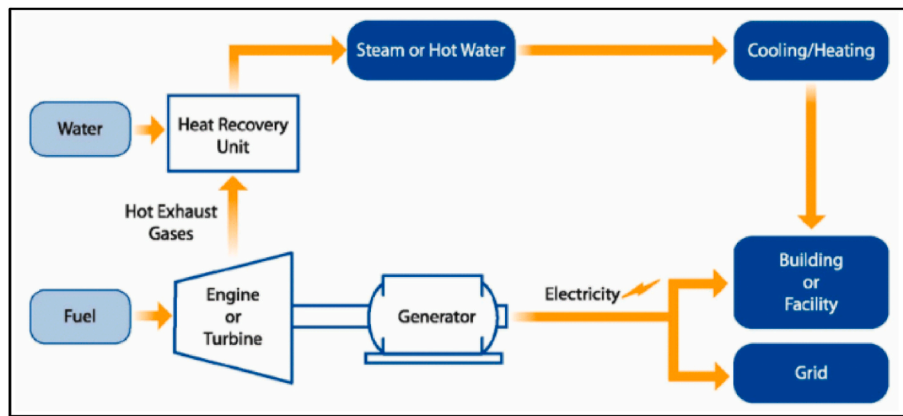 Steam or Hot Water
Cooling/Heating
Water
Heat Recovery
Unit
Hot Exhaust
Gases
Fuel
Engine
or
Turbine
Generator
Electricity
Building
or
Facility
Grid